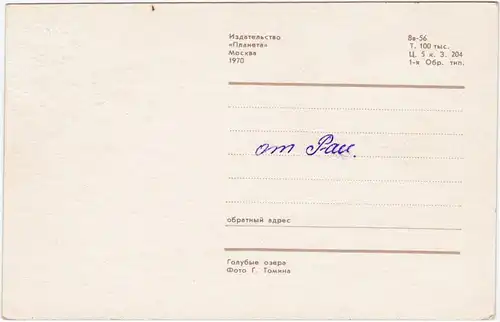 Издательство
«Планета»
Москва
1970
Вв-56.
Т. 100 тыс.
Ц. 5 к. З. 204
1-я Обр. тип.
от Раи.
обратный адрес
Голубые озера
Фото Г. Томина